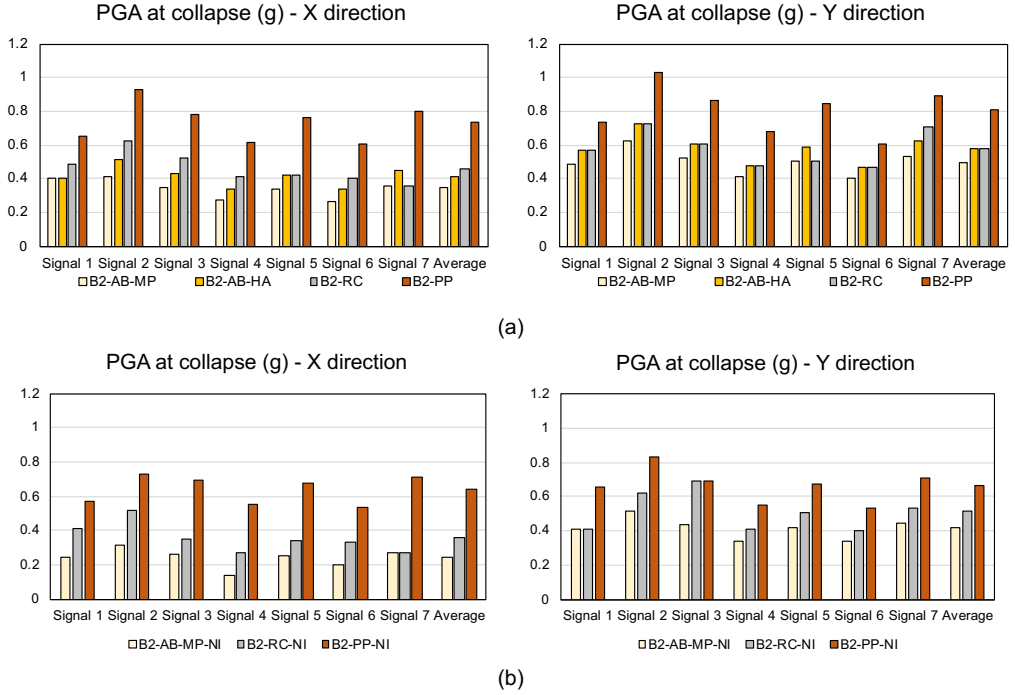 PGA at collapse (g) - X direction
1.2
1
0.8
0.6
0.4
0.2
0
Signal 1 Signal 2 Signal 3 Signal 4 Signal 5 Signal 6 Signal 7 Average
B2-AB-MP B2-AB-HA B2-RC B2-PP
PGA at collapse (g) - Y direction
1.2
1
0.8
0.6
0.4
0.2
0
Signal 1 Signal 2 Signal 3 Signal 4 Signal 5 Signal 6 Signal 7 Average
B2-AB-MP B2-AB-HA B2-RC B2-PP
(a)
PGA at collapse (g) - X direction
1.2
1
0.8
0.6
0.4
0.2
0
Signal 1 Signal 2 Signal 3 Signal 4 Signal 5 Signal 6 Signal 7 Average
B2-AB-MP-NI B2-RC-NI B2-PP-NI
PGA at collapse (g) - Y direction
1.2
1
0.8
0.6
0.4
0.2
0
Signal 1 Signal 2 Signal 3 Signal 4 Signal 5 Signal 6 Signal 7 Average
B2-AB-MP-NI B2-RC-NI B2-PP-NI
(b)